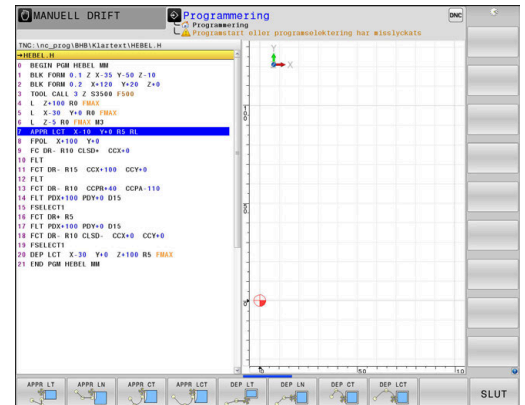 MANUELL DRIFT
Programmering
DNC
Programmering
Programstart eller programselektering har misslyckats
TNC:\nc_prog\BHB\Klartext\HEBEL.H
→HEBEL.H
0 BEGIN PGM HEBEL MM
1 BLK FORM 0.1 Z X-35 Y-50 Z-10
2 BLK FORM 0.2 X+120 Y+20 Z+0
3 TOOL CALL 3 Z S3500 F500
4 L Z+100 R0 FMAX
5 L X-30 Y+0 R0 FMAX
6 L Z-5 R0 FMAX M3
7 APPR LCT X-10 Y+0 R5 RL
8 FPOL X+100 Y+0
9 FC DR- R10 CLSD+ CCX+0
10 FLT
11 FCT DR- R15 CCX+100 CCY+0
12 FLT
13 FCT DR- R10 CCPR+40 CCPA-110
14 FLT PDX+100 PDY+0 D15
15 FSELECT1
16 FCT DR+ R5
17 FLT PDX+100 PDY+0 D15
18 FCT DR- R10 CLSD- CCX+0 CCY+0
19 FSELECT1
20 DEP LCT X-30 Y+0 Z+100 R5 FMAX
21 END PGM HEBEL MM
Y
X
100
50
0
0
50
APPR LT
APPR LN
APPR CT
APPR LCT
DEP LT
DEP LN
DEP CT
DEP LCT
SLUT